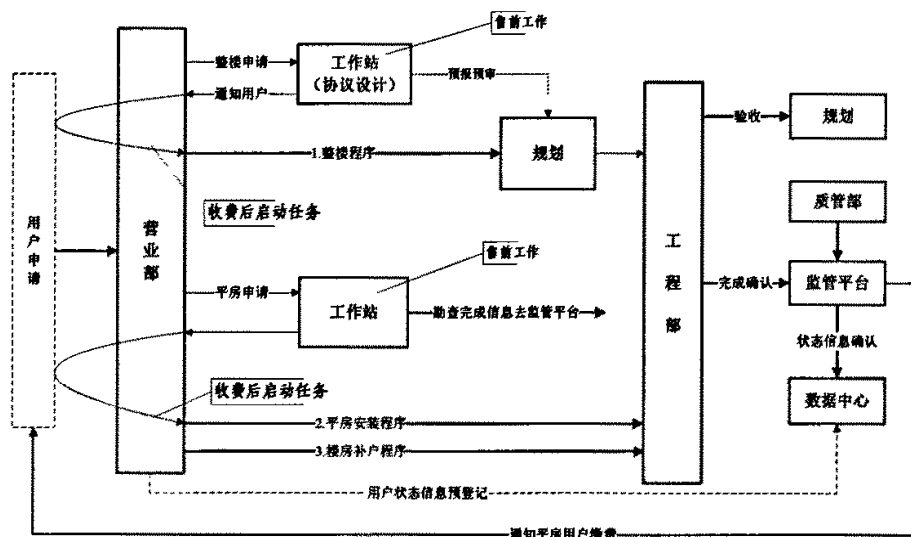 售前工作
整楼申请
工作站
（协议设计）
预报预审
通知用户
验收
规划
1.整楼程序
规划
质管部
收费后启动任务
用户申请
营业部
工程部
售前工作
平房申请
工作站
勘查完成信息去监管平台
完成确认
监管平台
状态信息确认
收费后启动任务
数据中心
2.平房安装程序
3.楼房补户程序
用户状态信息预登记
通知平房用户缴费